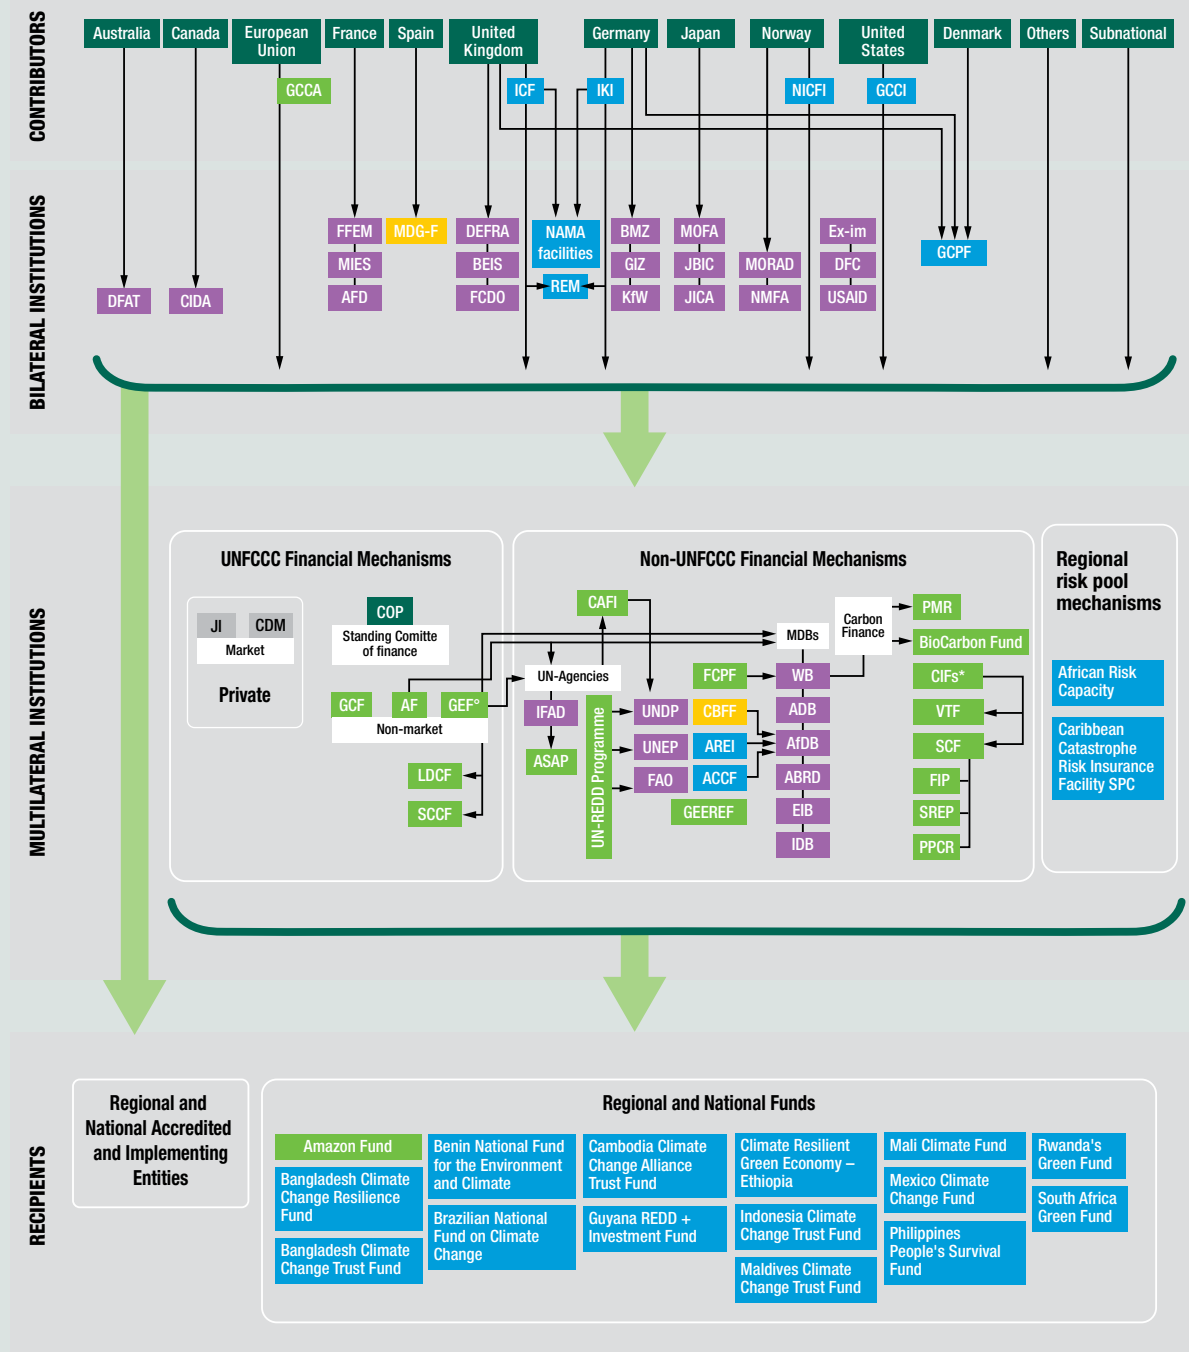 CONTRIBUTORS
Australia
Canada
European
Union
France
Spain
United
Kingdom
Germany
Japan
Norway
United
States
Denmark
Others
Subnational
GCCA
ICF
IKI
NICFI
GCCI
BILATERAL INSTITUTIONS
FFEM
MIES
AFD
MDG-F
DEFRA
BEIS
FCDO
NAMA
facilities
REM
BMZ
GIZ
KfW
MOFA
JBIC
JICA
MORAD
NMFA
Ex-im
DFC
USAID
GCPF
DFAT
CIDA
MULTILATERAL INSTITUTIONS
UNFCCC Financial Mechanisms
JI
CDM
Market
Private
COP
Standing Comitte
of finance
GCF
AF
GEF°
Non-market
LDCF
SCCF
Non-UNFCCC Financial Mechanisms
CAFI
UN-Agencies
IFAD
ASAP
UN-REDD Programme
UNDP
UNEP
FAO
FCPF
CBFF
AREI
ACCF
GEEREF
MDBs
WB
ADB
AfDB
ABRD
EIB
IDB
Carbon
Finance
PMR
BioCarbon Fund
CIFs*
VTF
SCF
FIP
SREP
PPCR
Regional
risk pool
mechanisms
African Risk
Capacity
Caribbean
Catastrophe
Risk Insurance
Facility SPC
RECIPIENTS
Regional and
National Accredited
and Implementing
Entities
Regional and National Funds
Amazon Fund
Bangladesh Climate
Change Resilience
Fund
Bangladesh Climate
Change Trust Fund
Benin National Fund
for the Environment
and Climate
Brazilian National
Fund on Climate
Change
Cambodia Climate
Change Alliance
Trust Fund
Guyana REDD +
Investment Fund
Climate Resilient
Green Economy –
Ethiopia
Indonesia Climate
Change Trust Fund
Maldives Climate
Change Trust Fund
Mali Climate Fund
Mexico Climate
Change Fund
Philippines
People's Survival
Fund
Rwanda's
Green Fund
South Africa
Green Fund